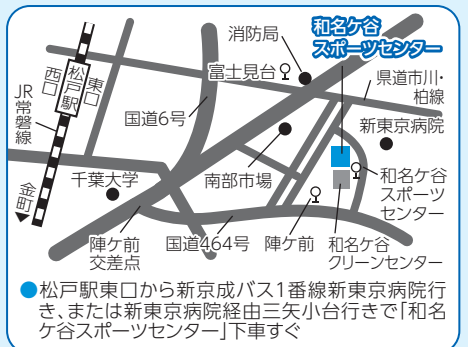 消防局
和名ケ谷
スポーツセンター
富士見台
県道市川・
柏線
西口
松戸駅
東口
JR
常磐線
国道6号
新東京病院
金町
千葉大学
南部市場
和名ケ谷
スポーツ
センター
陣ケ前
交差点
国道464号
陣ケ前
和名ケ谷
クリーンセンター
●松戸駅東口から新京成バス1番線新東京病院行
き、または新東京病院経由三矢小台行きで「和名
ケ谷スポーツセンター」下車すぐ